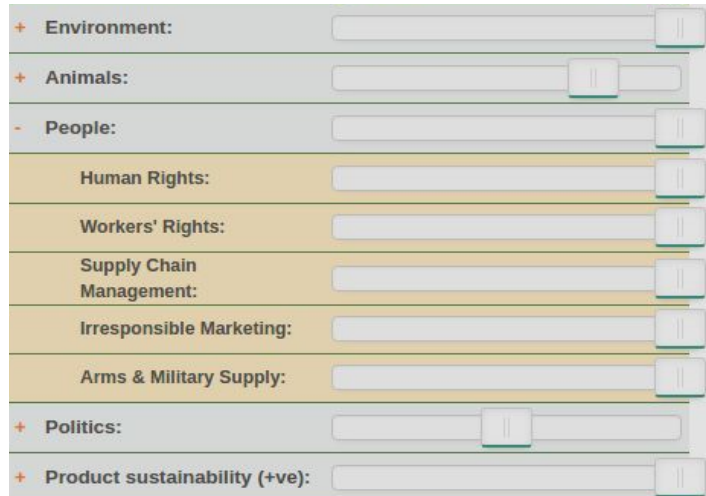 + Environment:
+ Animals:
- People:
Human Rights:
Workers' Rights:
Supply Chain
Management:
Irresponsible Marketing:
Arms & Military Supply:
+ Politics:
+ Product sustainability (+ve):